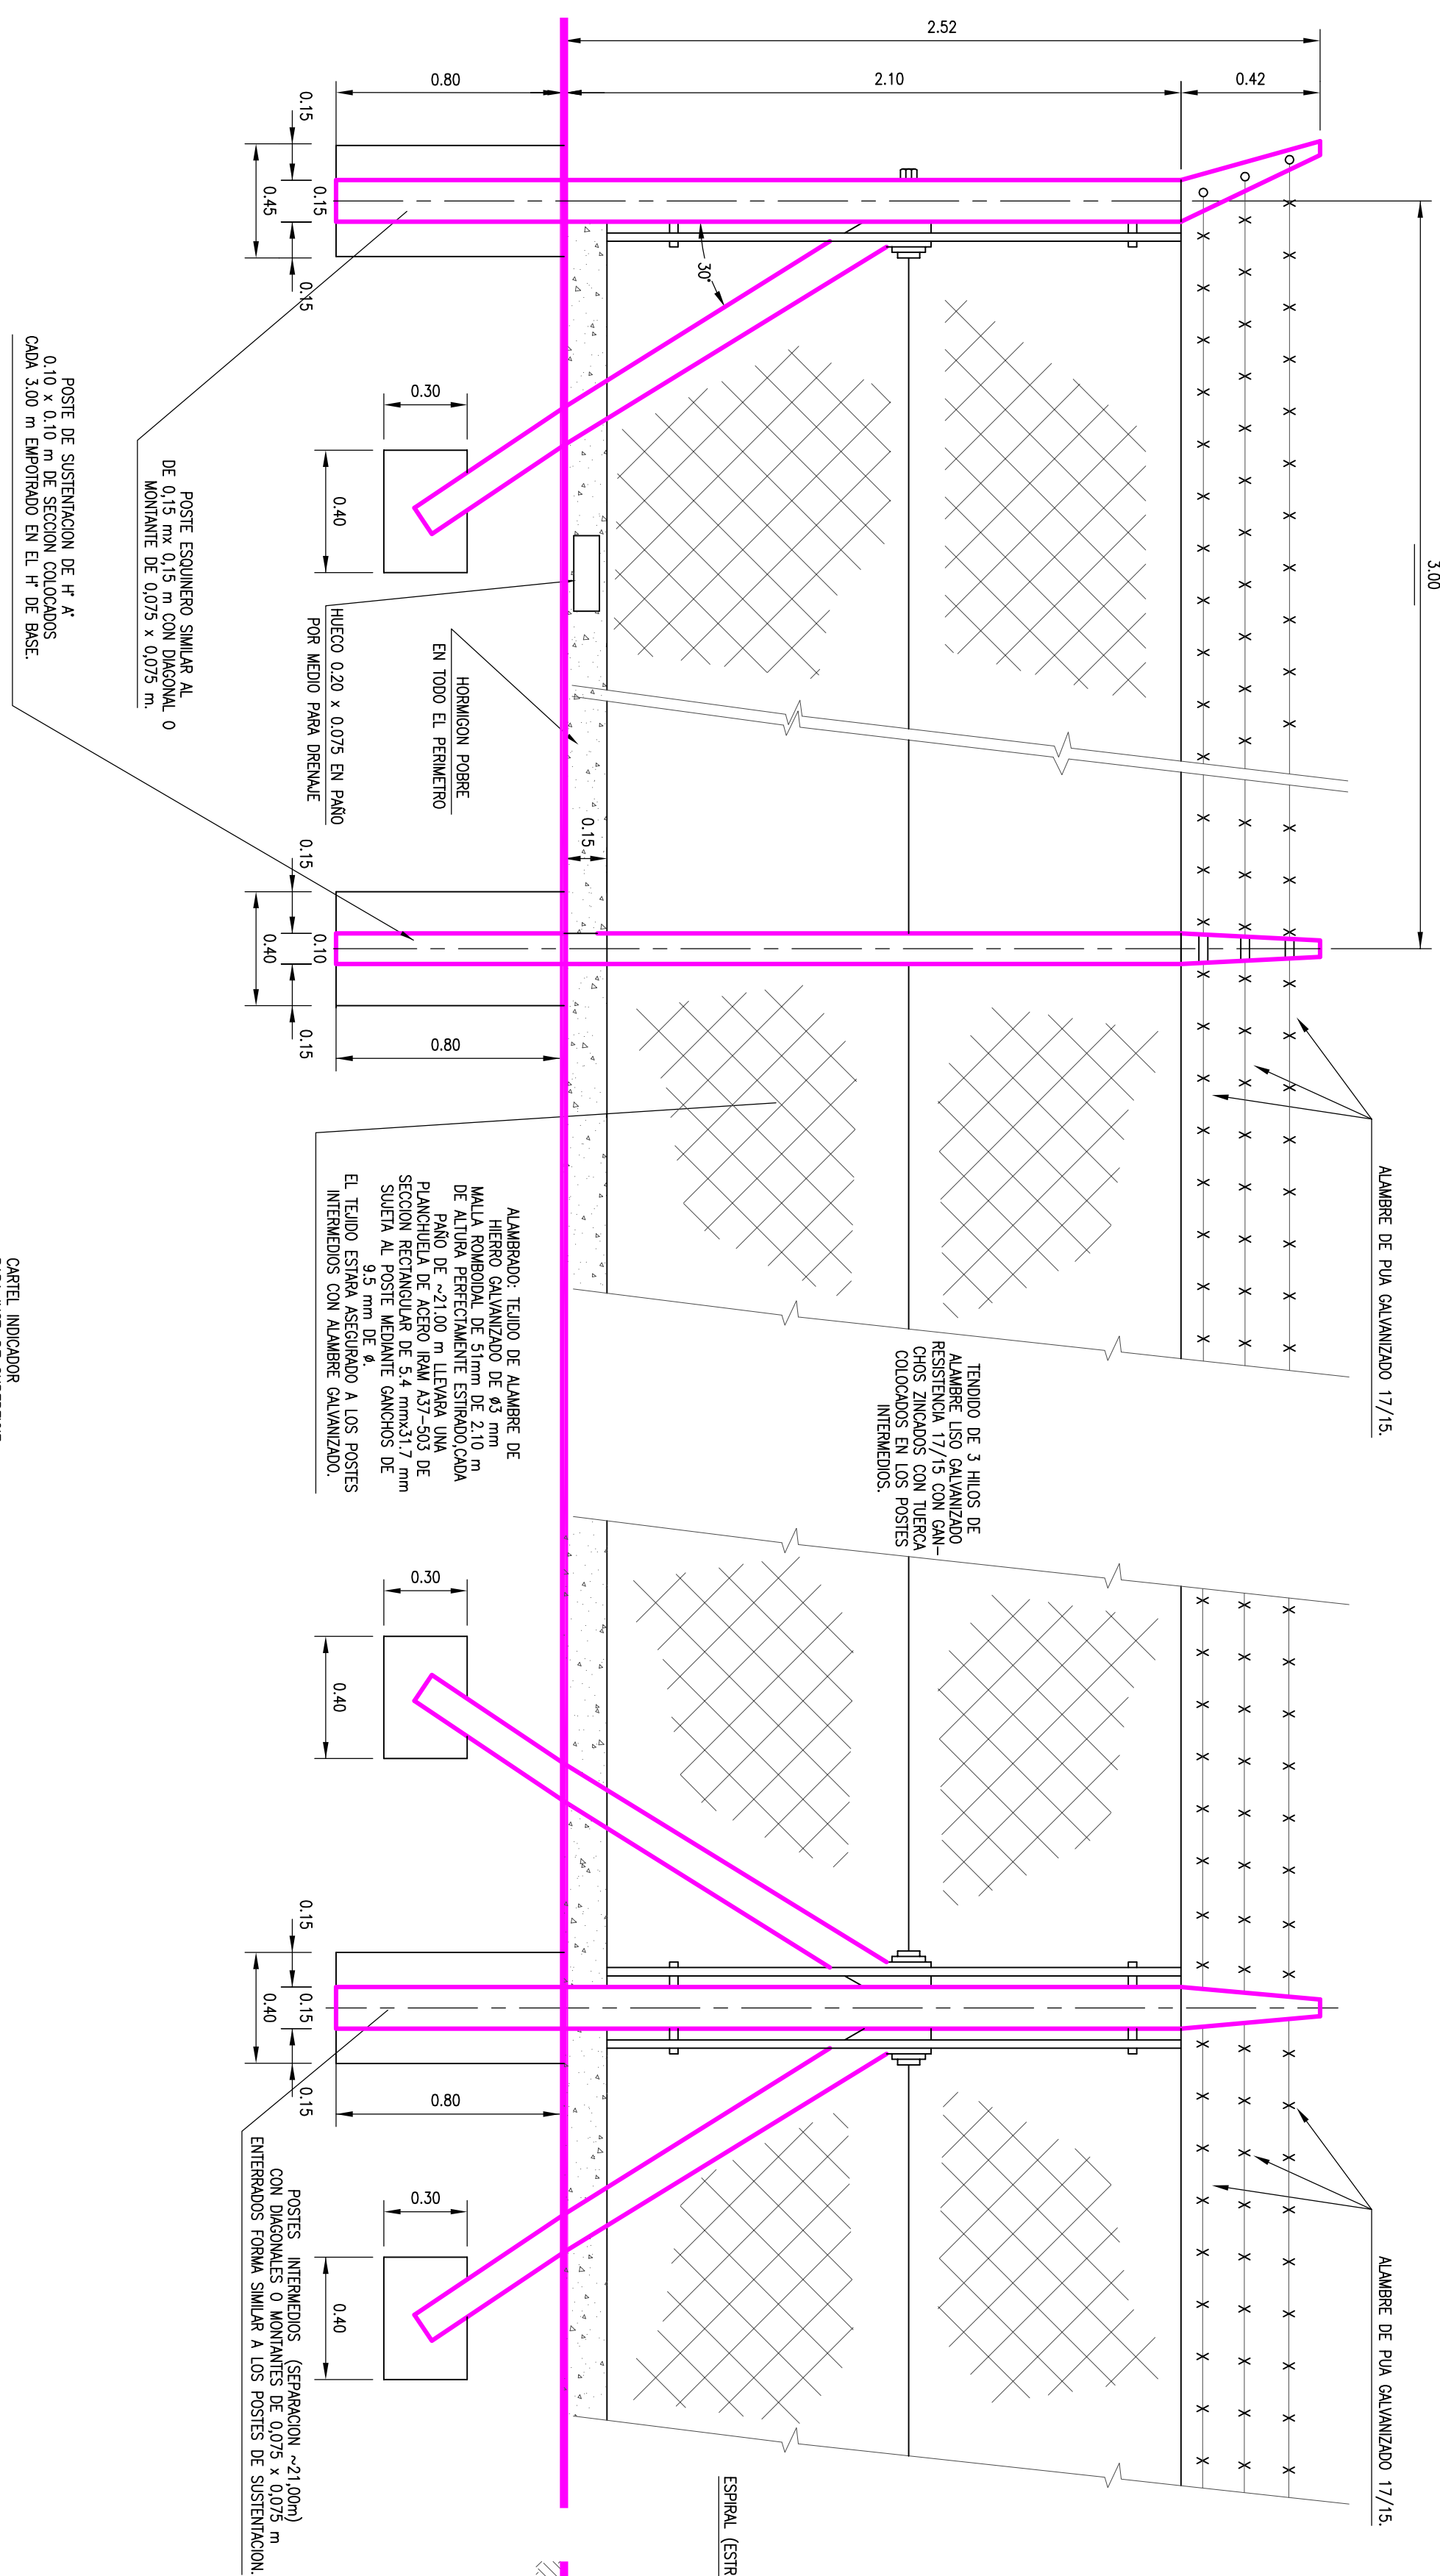 3.00
ALAMBRE DE PUA GALVANIZADO 17/15.
ALAMBRE DE PUA GALVANIZADO 17/15.
2.52
0.42
2.10
0.80
30°
TENDIDO DE 3 HILOS DE
ALAMBRE LISO GALVANIZADO
RESISTENCIA 17/15 CON GAN-
CHOS ZINCADOS CON TUERCA
COLOCADOS EN LOS POSTES
INTERMEDIOS.
ESPIRAL (ESTR
0.15
HORMIGON POBRE
EN TODO EL PERIMETRO
HUECO 0.20 x 0.075 EN PAÑO
POR MEDIO PARA DRENAJE
ALAMBRADO: TEJIDO DE ALAMBRE DE
HIERRO GALVANIZADO DE ø3 mm
MALLA ROMBOIDAL DE 51mm DE 2.10 m
DE ALTURA PERFECTAMENTE ESTIRADO,CADA
PAÑO DE ~21.00 m LLEVARA UNA
PLANCHUELA DE ACERO IRAM A37-503 DE
SECCION RECTANGULAR DE 5.4 mmx31.7 mm
SUJETA AL POSTE MEDIANTE GANCHOS DE
9.5 mm DE ø.
EL TEJIDO ESTARA ASEGURADO A LOS POSTES
INTERMEDIOS CON ALAMBRE GALVANIZADO.
0.30
0.40
0.80
0.30
0.40
0.80
0.30
0.40
0.15
0.15
0.15
0.45
0.15
0.10
0.15
0.40
0.15
0.15
0.15
0.40
POSTES INTERMEDIOS (SEPARACION ~21,00m)
CON DIAGONALES O MONTANTES DE 0,075 x 0,075 m
ENTERRADOS FORMA SIMILAR A LOS POSTES DE SUSTENTACION.
POSTE ESQUINERO SIMILAR AL
DE 0,15 mx 0,15 m CON DIAGONAL O
MONTANTE DE 0,075 x 0,075 m.
POSTE DE SUSTENTACION DE H° A°
0.10 x 0.10 m DE SECCION COLOCADOS
CADA 3.00 m EMPOTRADO EN EL H° DE BASE.
CARTEL INDICADOR